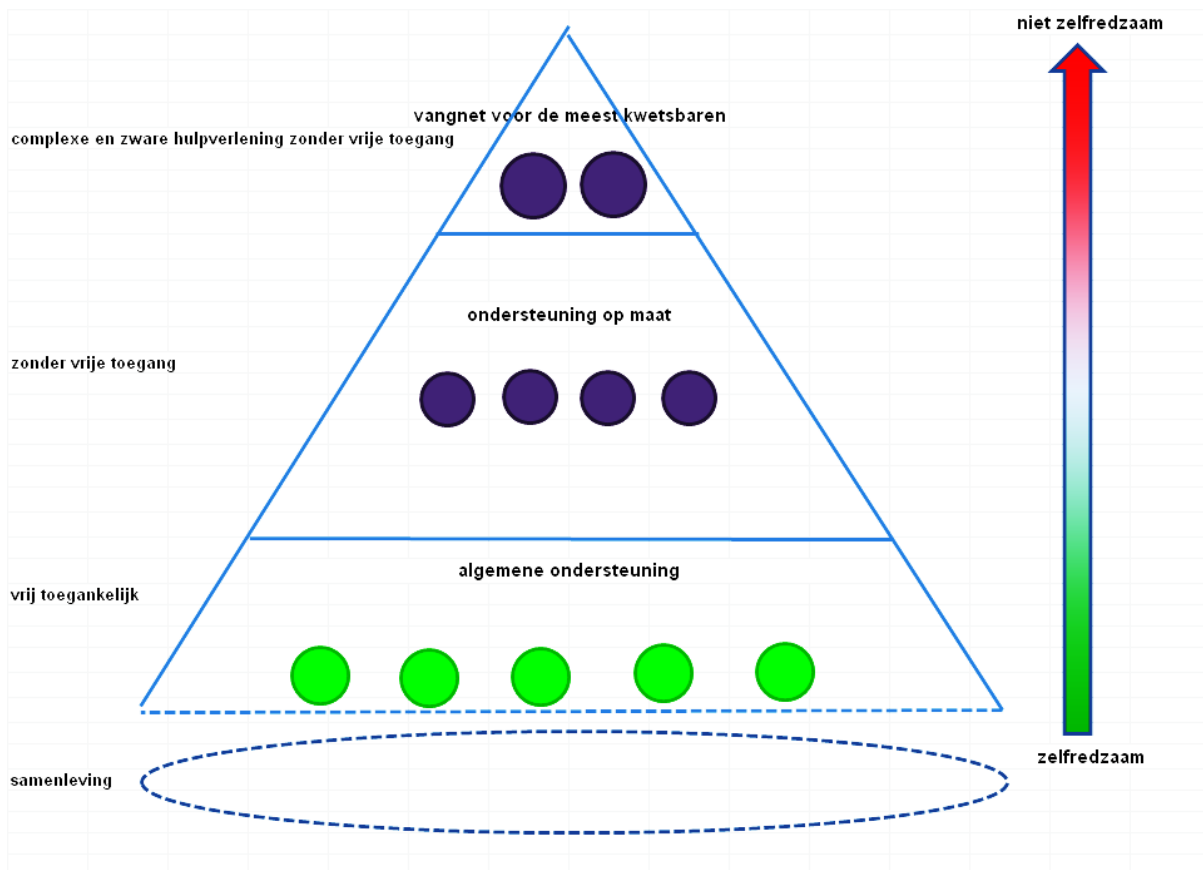 niet zelfredzaam
vangnet voor de meest kwetsbaren
complexe en zware hulpverlening zonder vrije toegang
ondersteuning op maat
zonder vrije toegang
algemene ondersteuning
vrij toegankelijk
zelfredzaam
samenleving